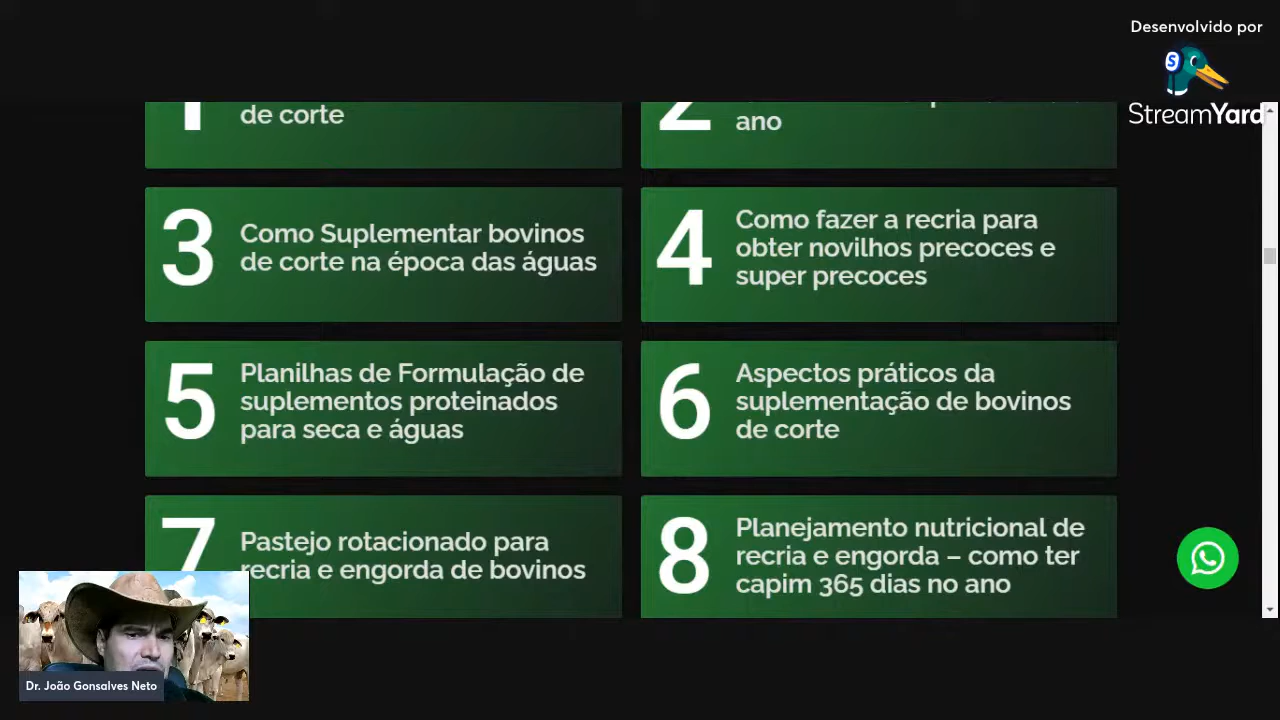 Desenvolvido por
StreamYard
1
de corte
2
ano
3
Como Suplementar bovinos
de corte na época das águas
4
Como fazer a recria para
obter novilhos precoces e
super precoces
5
Planilhas de Formulação de
suplementos proteinados
para seca e águas
6
Aspectos práticos da
suplementação de bovinos
de corte
7
Pastejo rotacionado para
recria e engorda de bovinos
8
Planejamento nutricional de
recria e engorda – como ter
capim 365 dias no ano
Dr. João Gonsalves Neto